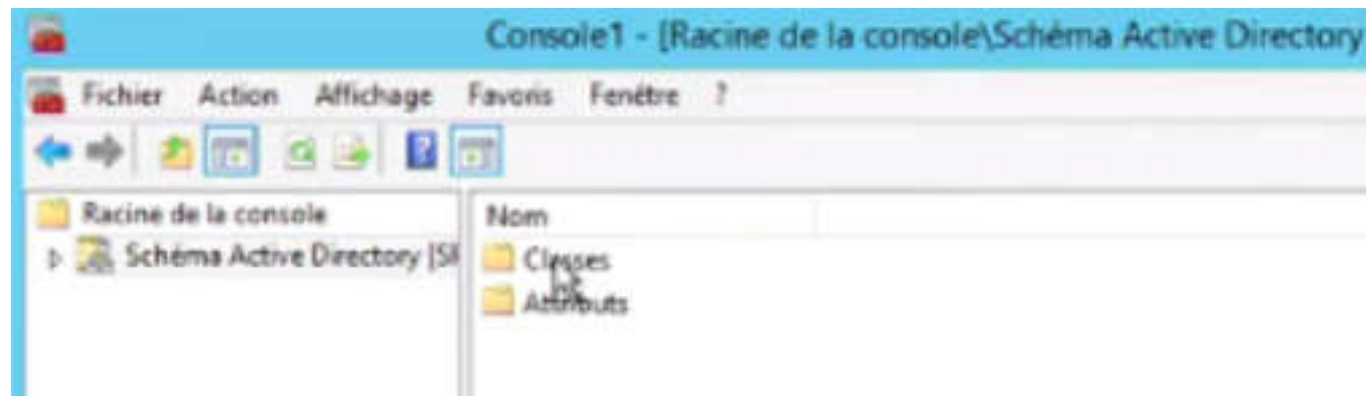 Console1 - [Racine de la console\Schéma Active Directory
Fichier Action Affichage Favoris Fenêtre ?
Racine de la console
Schéma Active Directory [SI
Nom
Classes
Attributs